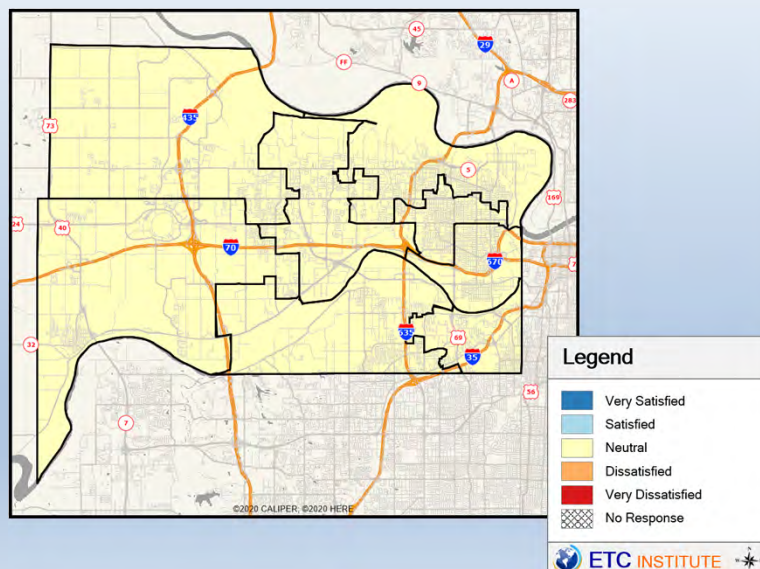 45
29
FF
A
9
283
435
73
5
169
24
40
70
670
7
32
635
69
35
56
7
©2020 CALIPER; ©2020 HERE
Legend
Very Satisfied
Satisfied
Neutral
Dissatisfied
Very Dissatisfied
No Response
N
W
E
S
ETC INSTITUTE